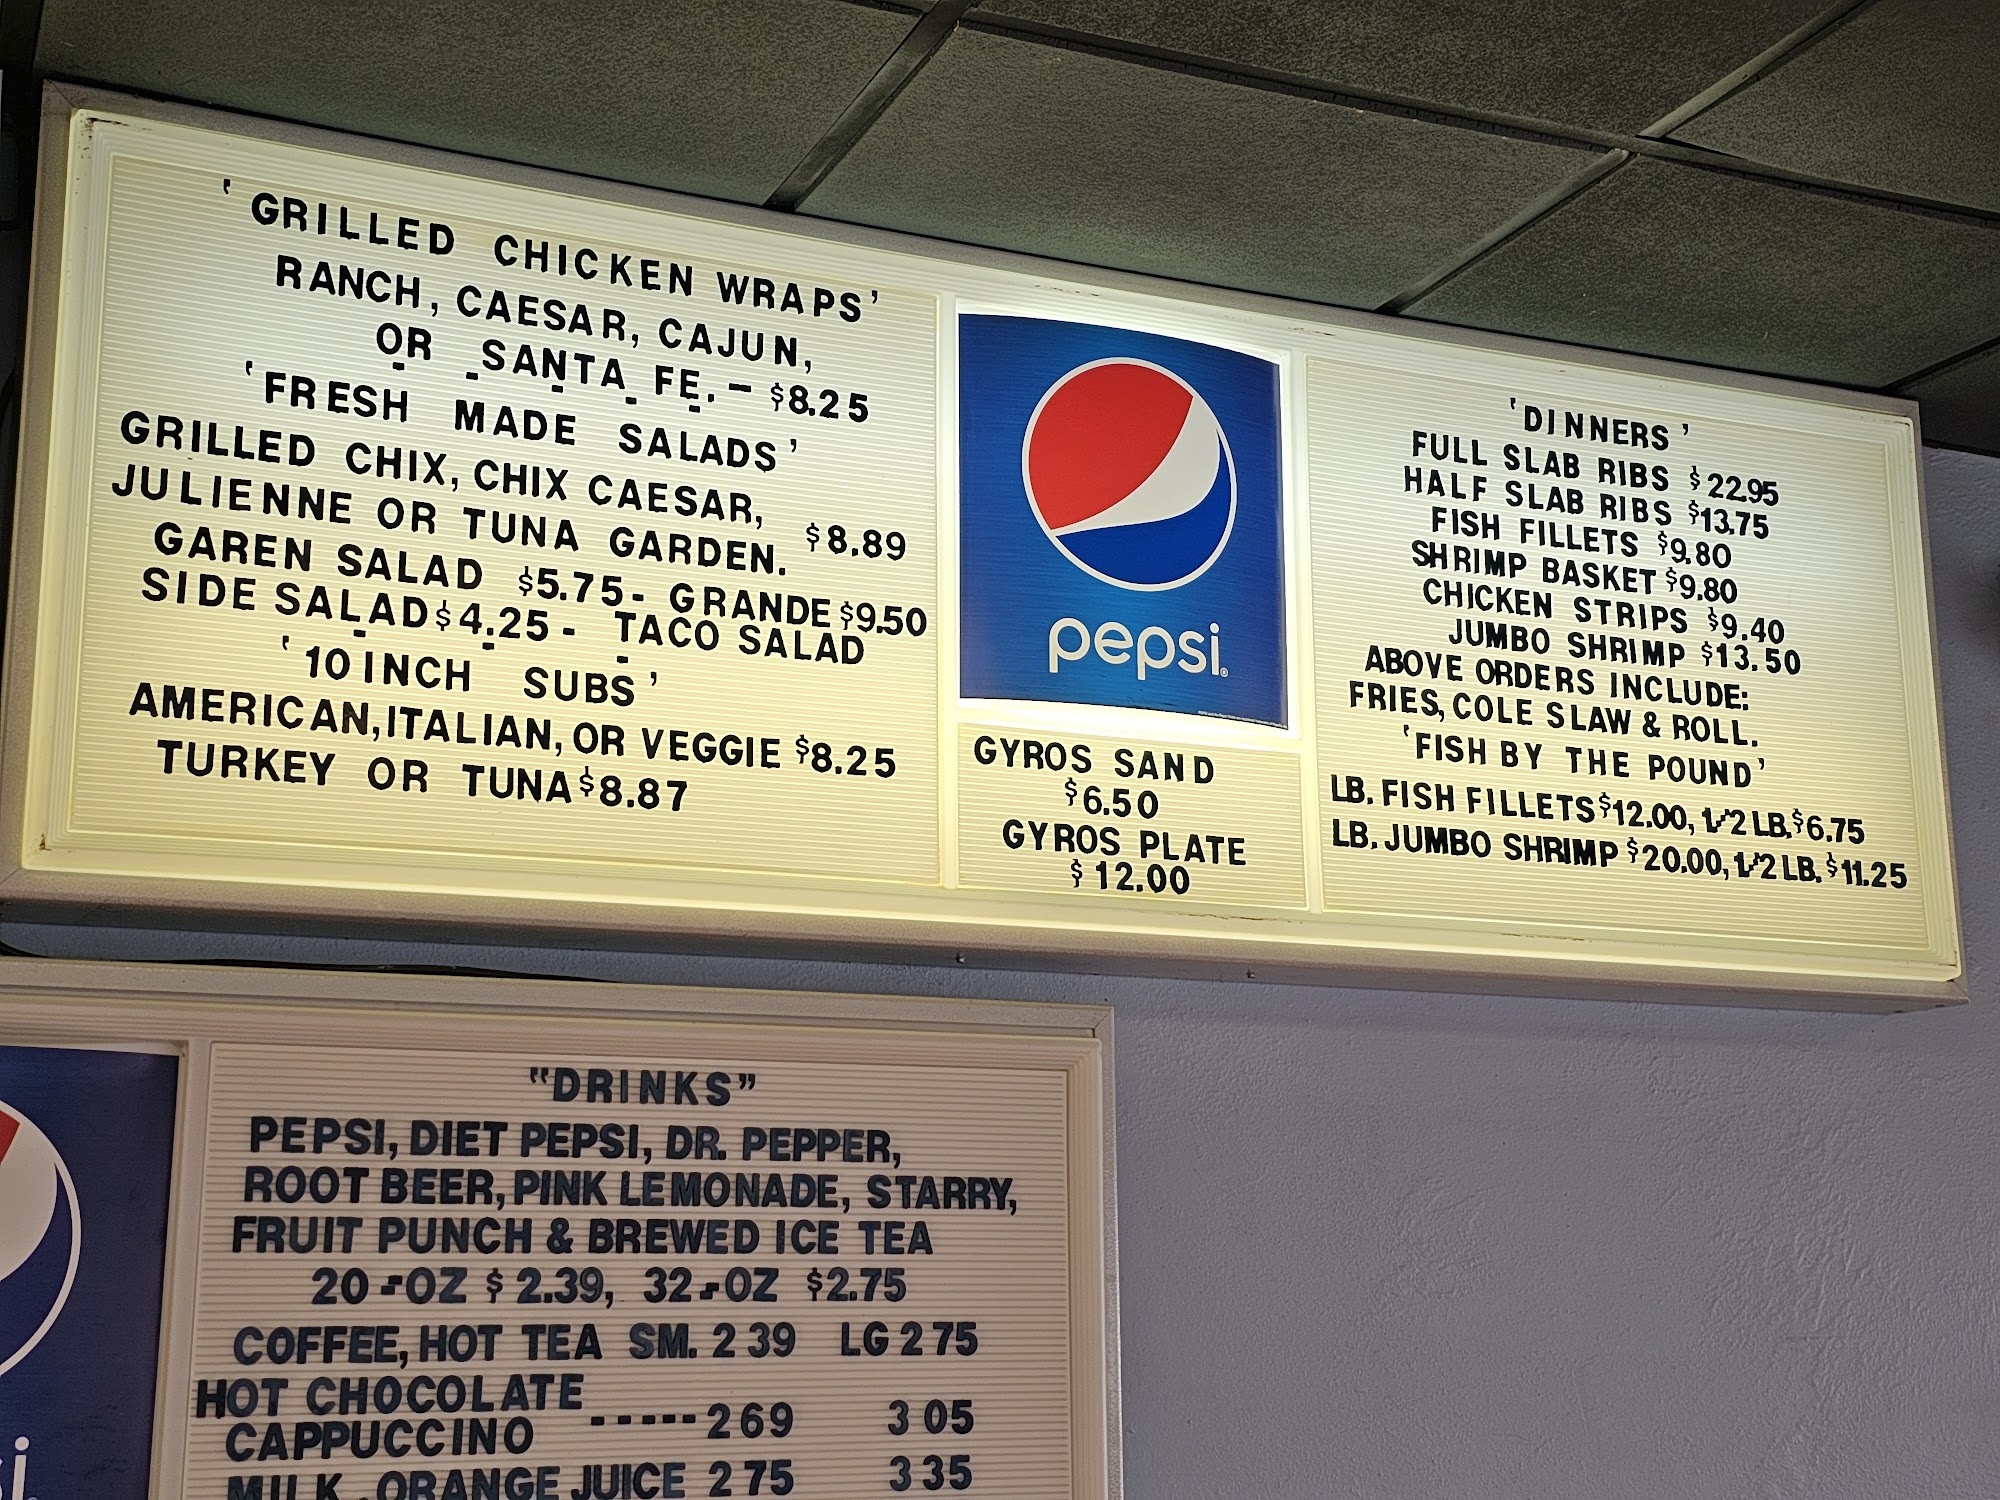 'GRILLED CHICKEN WRAPS'
RANCH, CAESAR, CAJUN,
OR SANTA FE. - $8.25
'FRESH MADE SALADS'
GRILLED CHIX, CHIX CAESAR,
JULIENNE OR TUNA GARDEN. $8.89
GAREN SALAD $5.75- GRANDE $9.50
SIDE SALAD $4.25 - TACO SALAD
'10 INCH SUBS'
AMERICAN, ITALIAN, OR VEGGIE $8.25
TURKEY OR TUNA $8.87
pepsi
GYROS SAND
$6.50
GYROS PLATE
$12.00
'DINNERS'
FULL SLAB RIBS $22.95
HALF SLAB RIBS $13.75
FISH FILLETS $9.80
SHRIMP BASKET $9.80
CHICKEN STRIPS $9.40
JUMBO SHRIMP $13.50
ABOVE ORDERS INCLUDE:
FRIES, COLE SLAW & ROLL.
'FISH BY THE POUND'
LB. FISH FILLETS $12.00, 1/2 LB. $6.75
LB. JUMBO SHRIMP $20.00, 1/2 LB. $11.25
"DRINKS"
PEPSI, DIET PEPSI, DR. PEPPER,
ROOT BEER, PINK LEMONADE, STARRY,
FRUIT PUNCH & BREWED ICE TEA
20-OZ $2.39, 32-OZ $2.75
COFFEE, HOT TEA SM. 2 39 LG 2 75
HOT CHOCOLATE
CAPPUCCINO ----- 2 69 3 05
MILK, ORANGE JUICE 2 75 3 35